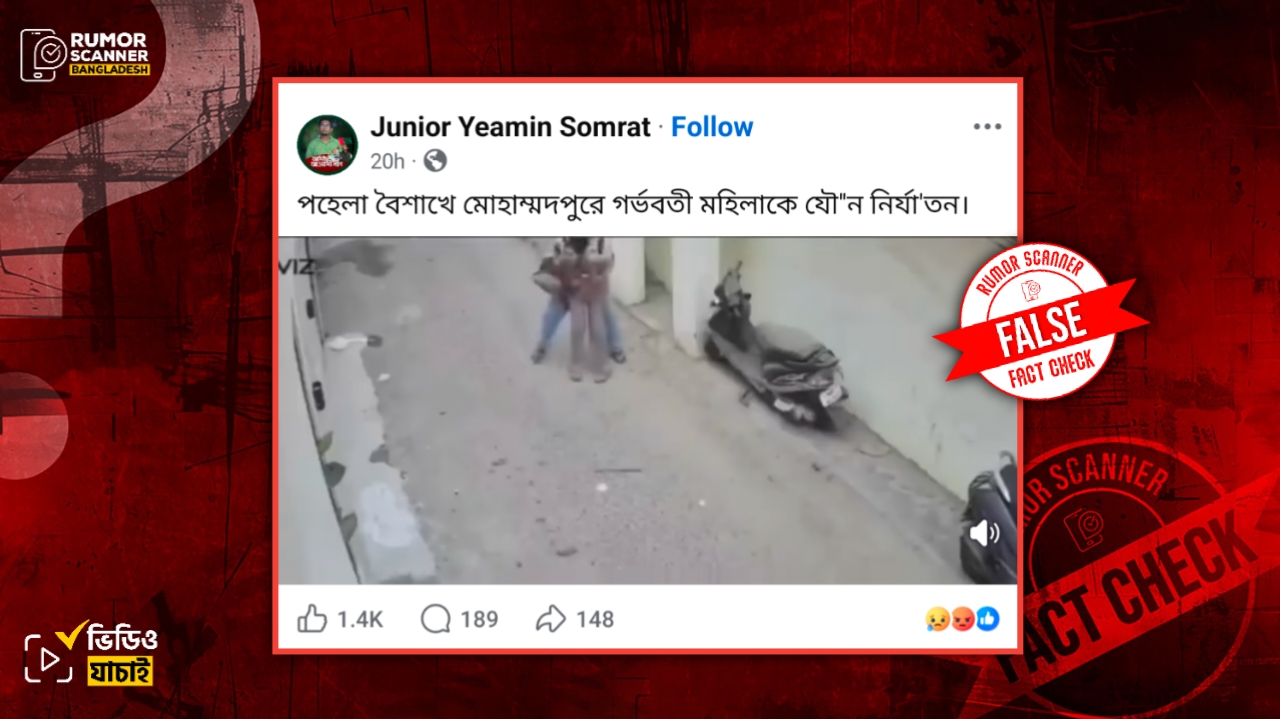 RUMOR
SCANNER
BANGLADESH
Junior Yeamin Somrat · Follow
20h ·
পহেলা বৈশাখে মোহাম্মদপুরে গর্ভবতী মহিলাকে যৌ"ন নির্যা'তন।
VIZ
RUMOR SCANNER
FALSE
FACT CHECK
SCANNER
FACT CHECK
1.4K 189 148
ভিডিও
যাচাই